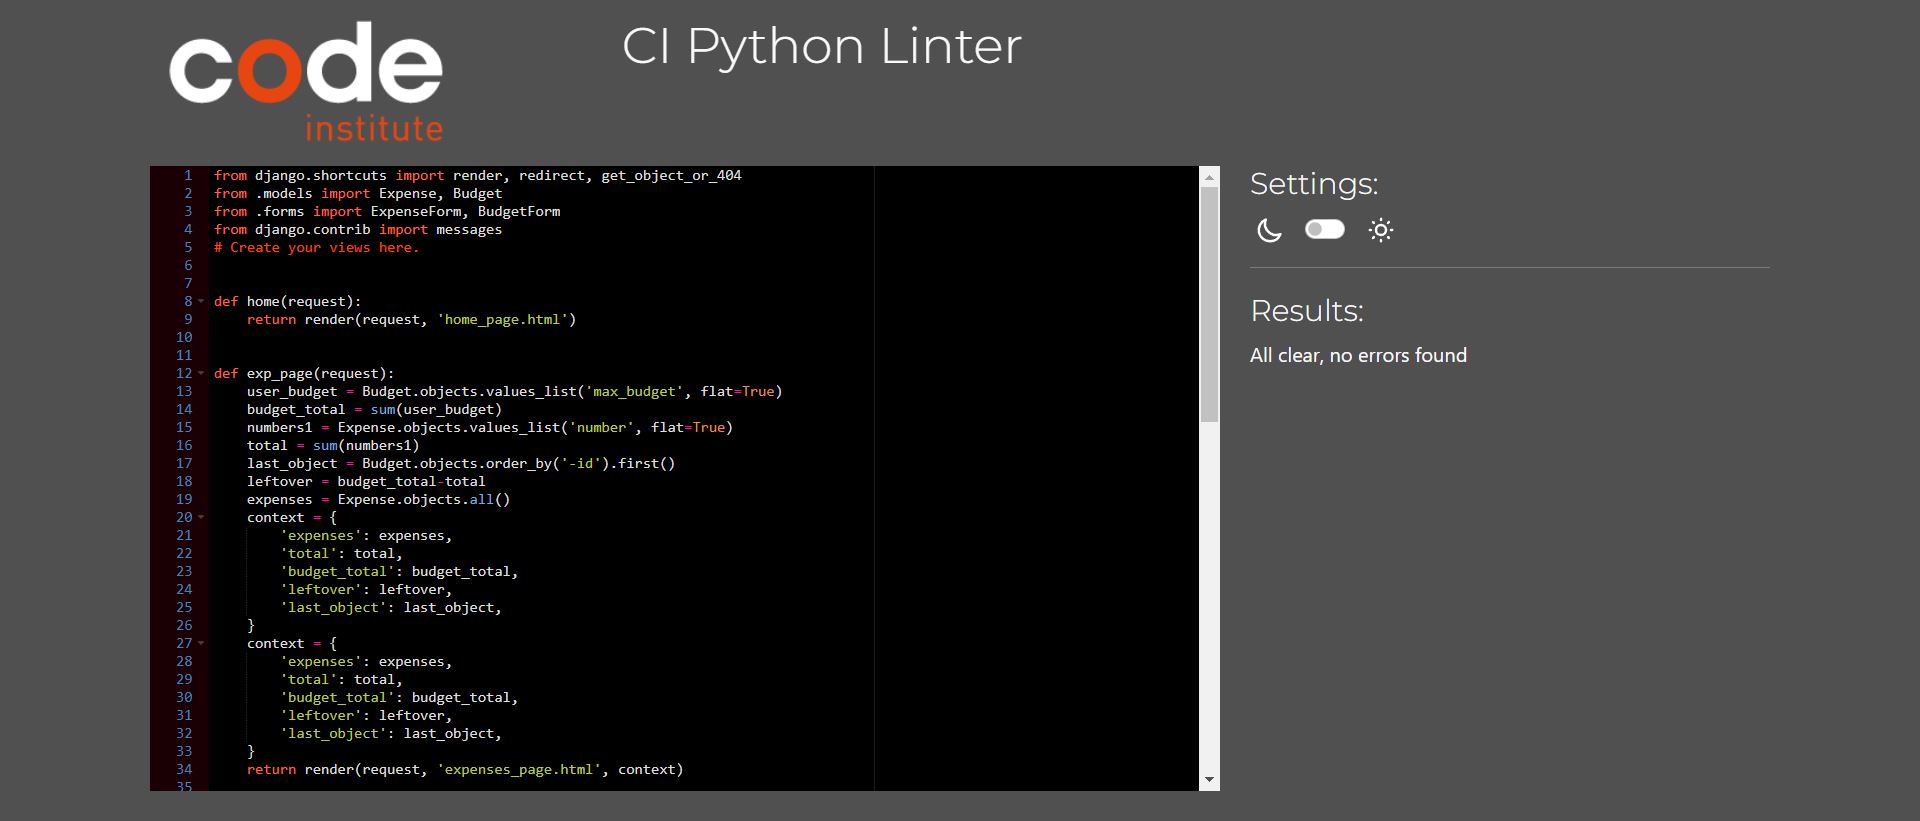 code
institute
CI Python Linter
1 from django.shortcuts import render, redirect, get_object_or_404
2 from .models import Expense, Budget
3 from .forms import ExpenseForm, BudgetForm
4 from django.contrib import messages
5 # Create your views here.
6
7
8 def home(request):
9     return render(request, 'home_page.html')
10
11
12 def exp_page(request):
13     user_budget = Budget.objects.values_list('max_budget', flat=True)
14     budget_total = sum(user_budget)
15     numbers1 = Expense.objects.values_list('number', flat=True)
16     total = sum(numbers1)
17     last_object = Budget.objects.order_by('-id').first()
18     leftover = budget_total-total
19     expenses = Expense.objects.all()
20     context = {
21         'expenses': expenses,
22         'total': total,
23         'budget_total': budget_total,
24         'leftover': leftover,
25         'last_object': last_object,
26     }
27     context = {
28         'expenses': expenses,
29         'total': total,
30         'budget_total': budget_total,
31         'leftover': leftover,
32         'last_object': last_object,
33     }
34     return render(request, 'expenses_page.html', context)
35
Settings:
Results:
All clear, no errors found